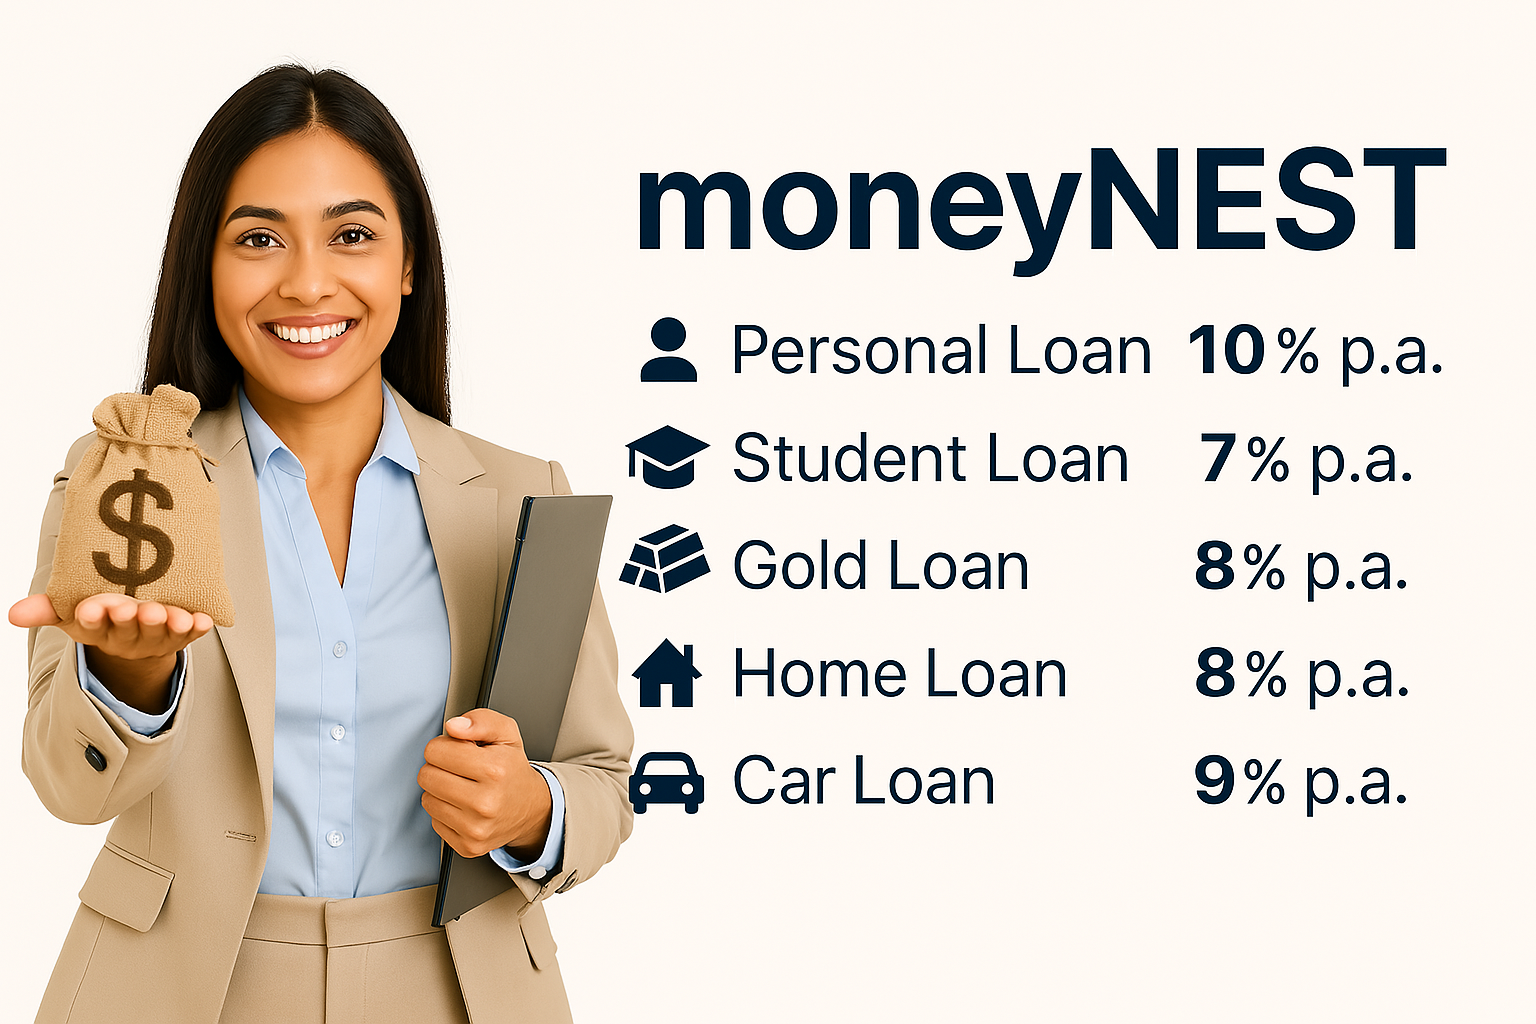 moneyNEST
Personal Loan 10% p.a.
Student Loan 7% p.a.
Gold Loan 8% p.a.
Home Loan 8% p.a.
Car Loan 9% p.a.
$